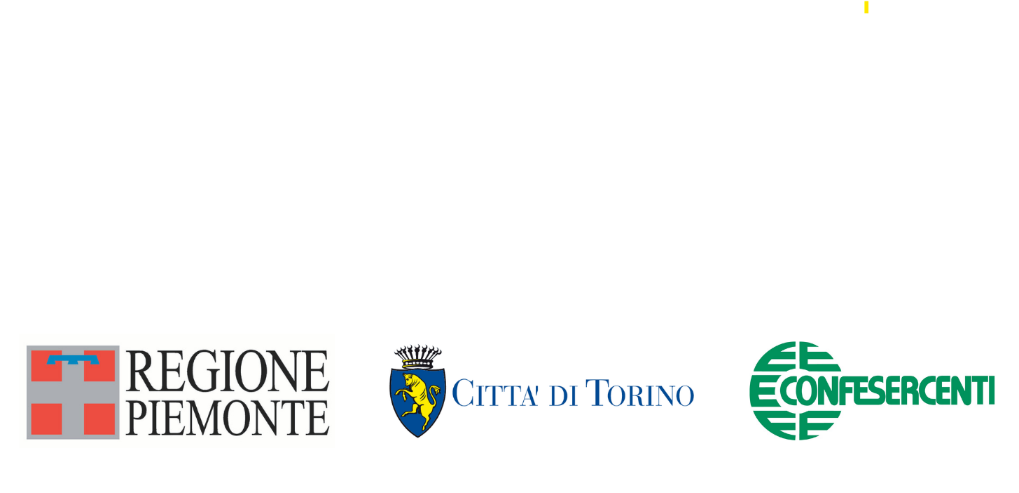 REGIONE
PIEMONTE
CITTA' DI TORINO
CONFESERCENTI